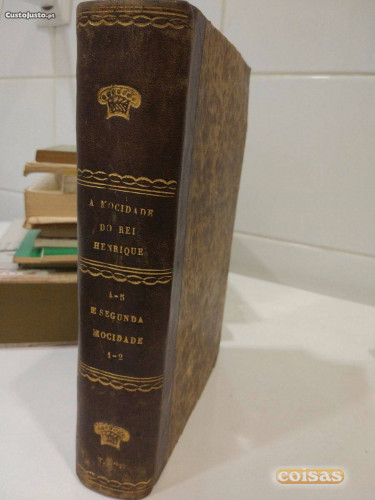 CustoJusto.pt
A MOCIDADE
DO REI
HENRIQUE
1-5
E SEGUNDA
MOCIDADE
1-2
coisas